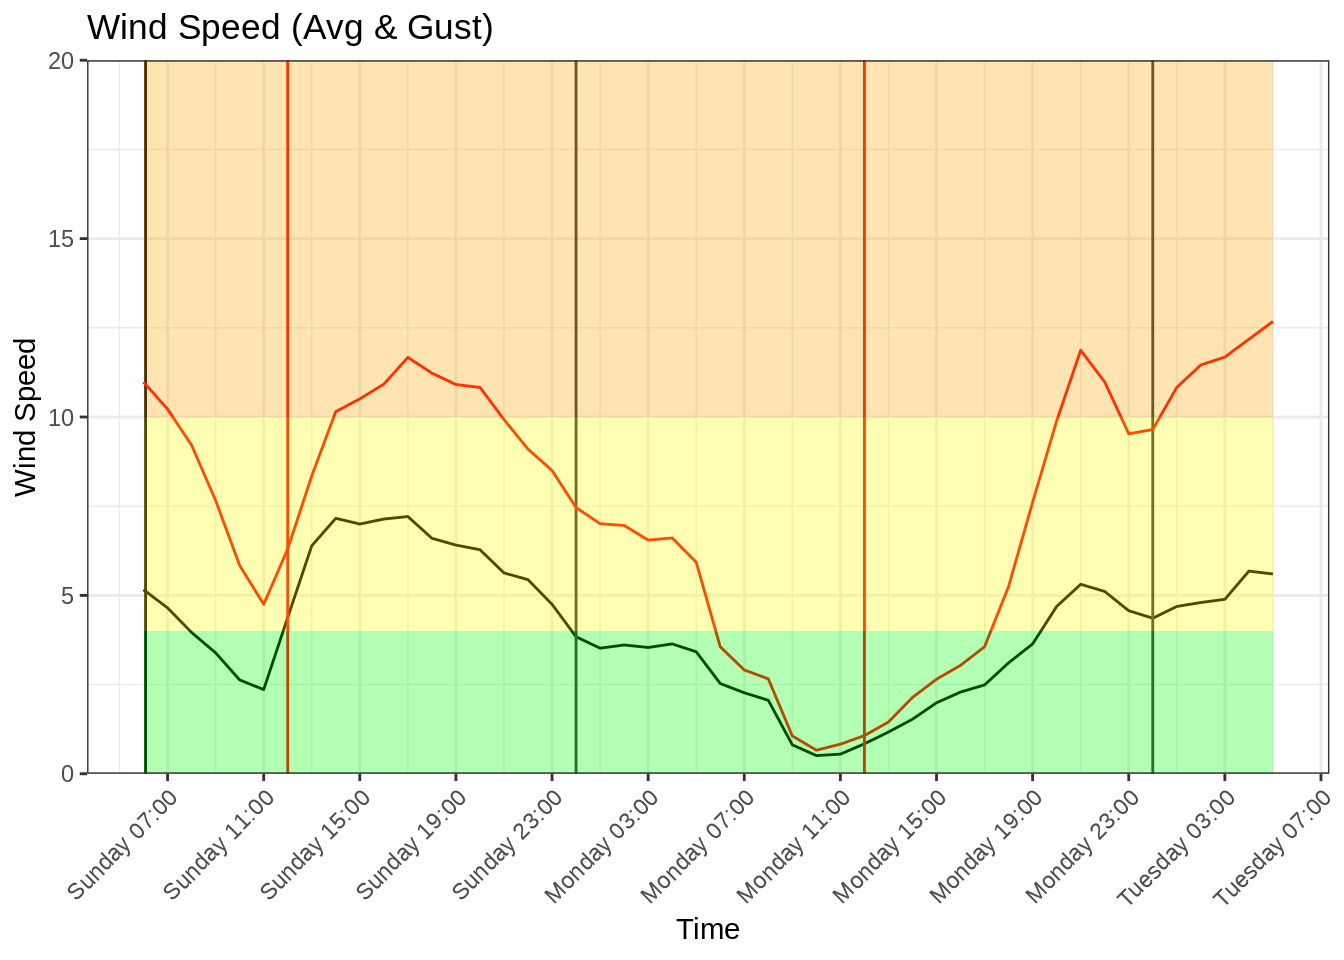 Wind Speed (Avg & Gust)
20
15
10
5
0
Wind Speed
Sunday 07:00
Sunday 11:00
Sunday 15:00
Sunday 19:00
Sunday 23:00
Monday 03:00
Monday 07:00
Monday 11:00
Monday 15:00
Monday 19:00
Monday 23:00
Tuesday 03:00
Tuesday 07:00
Time